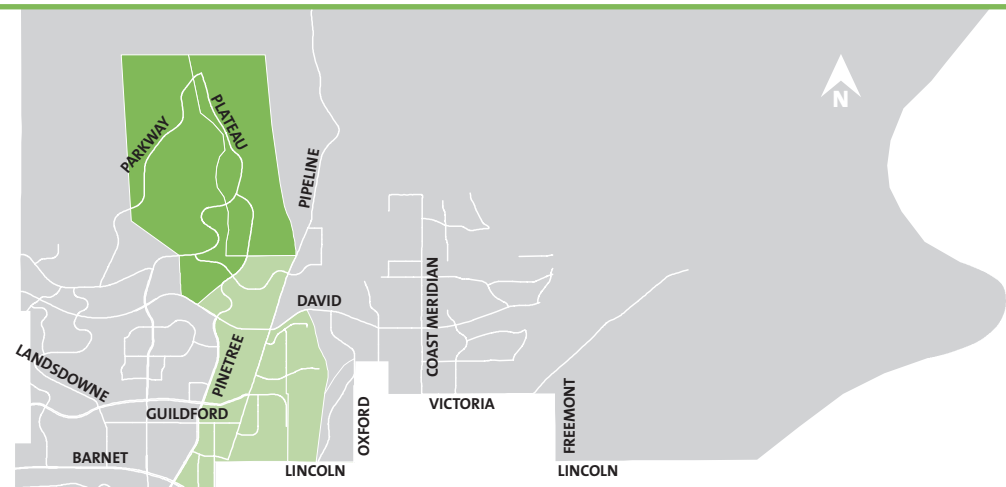 PARKWAY
PLATEAU
PIPELINE
N
DAVID
COAST MERIDIAN
LANDSDOWNE
PINETREE
GUILDFORD
OXFORD
VICTORIA
FREEMONT
BARNET
LINCOLN
LINCOLN